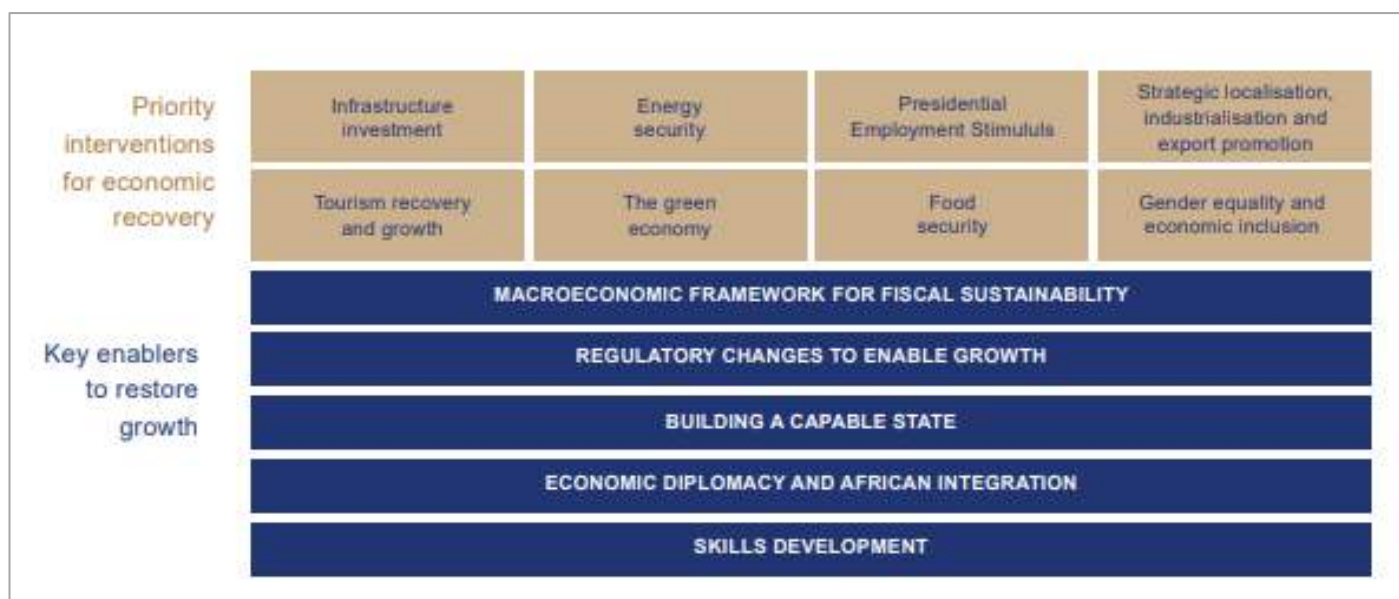 Priority
interventions
for economic
recovery
Infrastructure
investment
Energy
security
Presidential
Employment Stimululs
Strategic localisation,
industrialisation and
export promotion
Tourism recovery
and growth
The green
economy
Food
security
Gender equality and
economic inclusion
Key enablers
to restore
growth
MACROECONOMIC FRAMEWORK FOR FISCAL SUSTAINABILITY
REGULATORY CHANGES TO ENABLE GROWTH
BUILDING A CAPABLE STATE
ECONOMIC DIPLOMACY AND AFRICAN INTEGRATION
SKILLS DEVELOPMENT